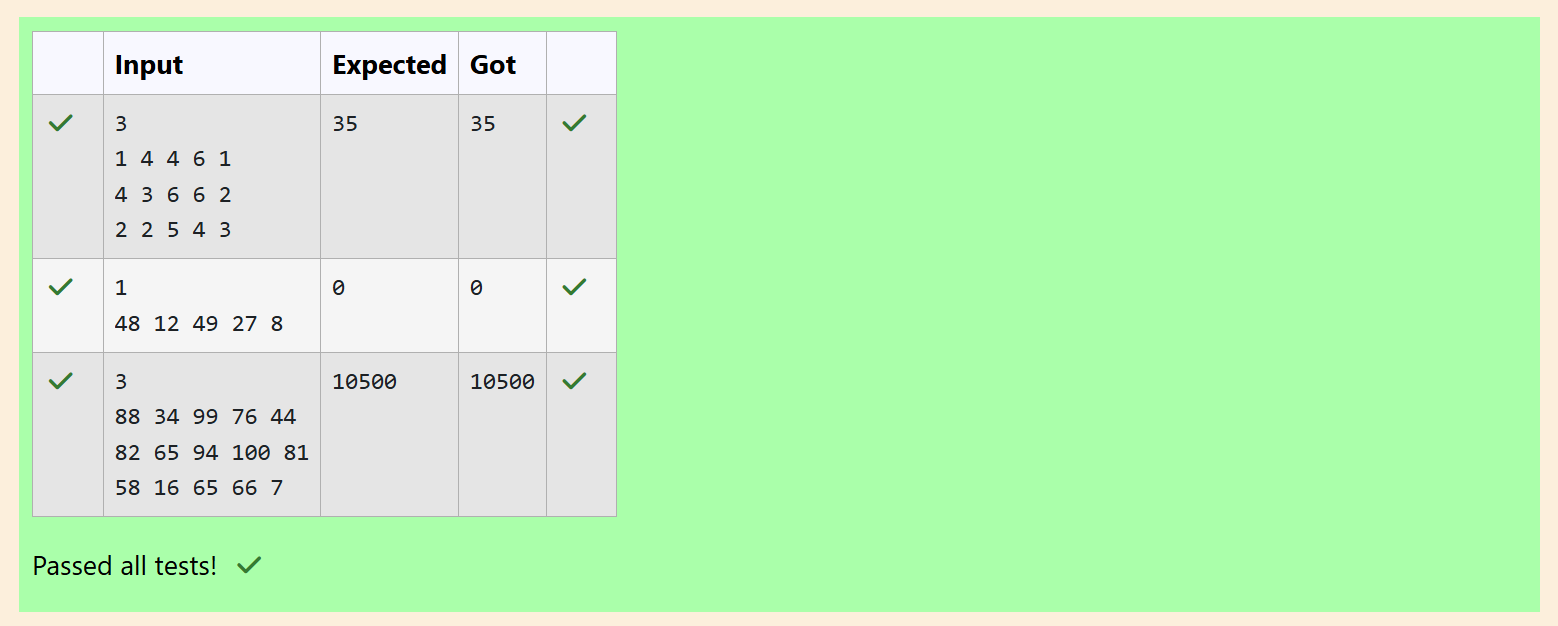 Input Expected Got
3 35 35
1 4 4 6 1
4 3 6 6 2
2 2 5 4 3
1 0 0
48 12 49 27 8
3 10500 10500
88 34 99 76 44
82 65 94 100 81
58 16 65 66 7
Passed all tests!